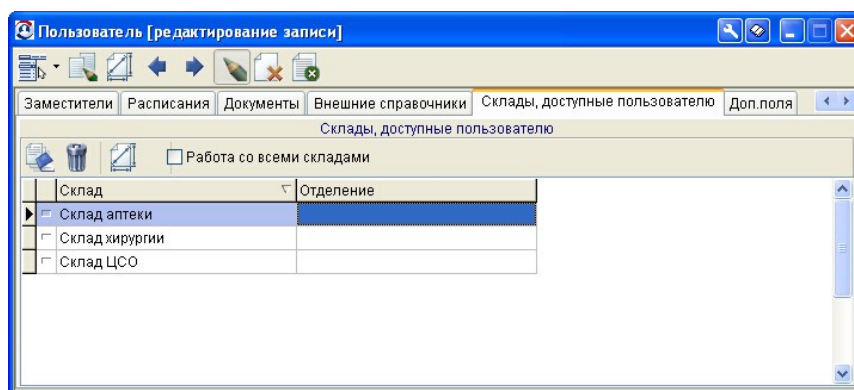 Пользователь [редактирование записи]
Заместители Расписания Документы Внешние справочники Склады, доступные пользователю Доп.поля
Склады, доступные пользователю
Работа со всеми складами
Склад Отделение
Склад аптеки
Склад хирургии
Склад ЦСО